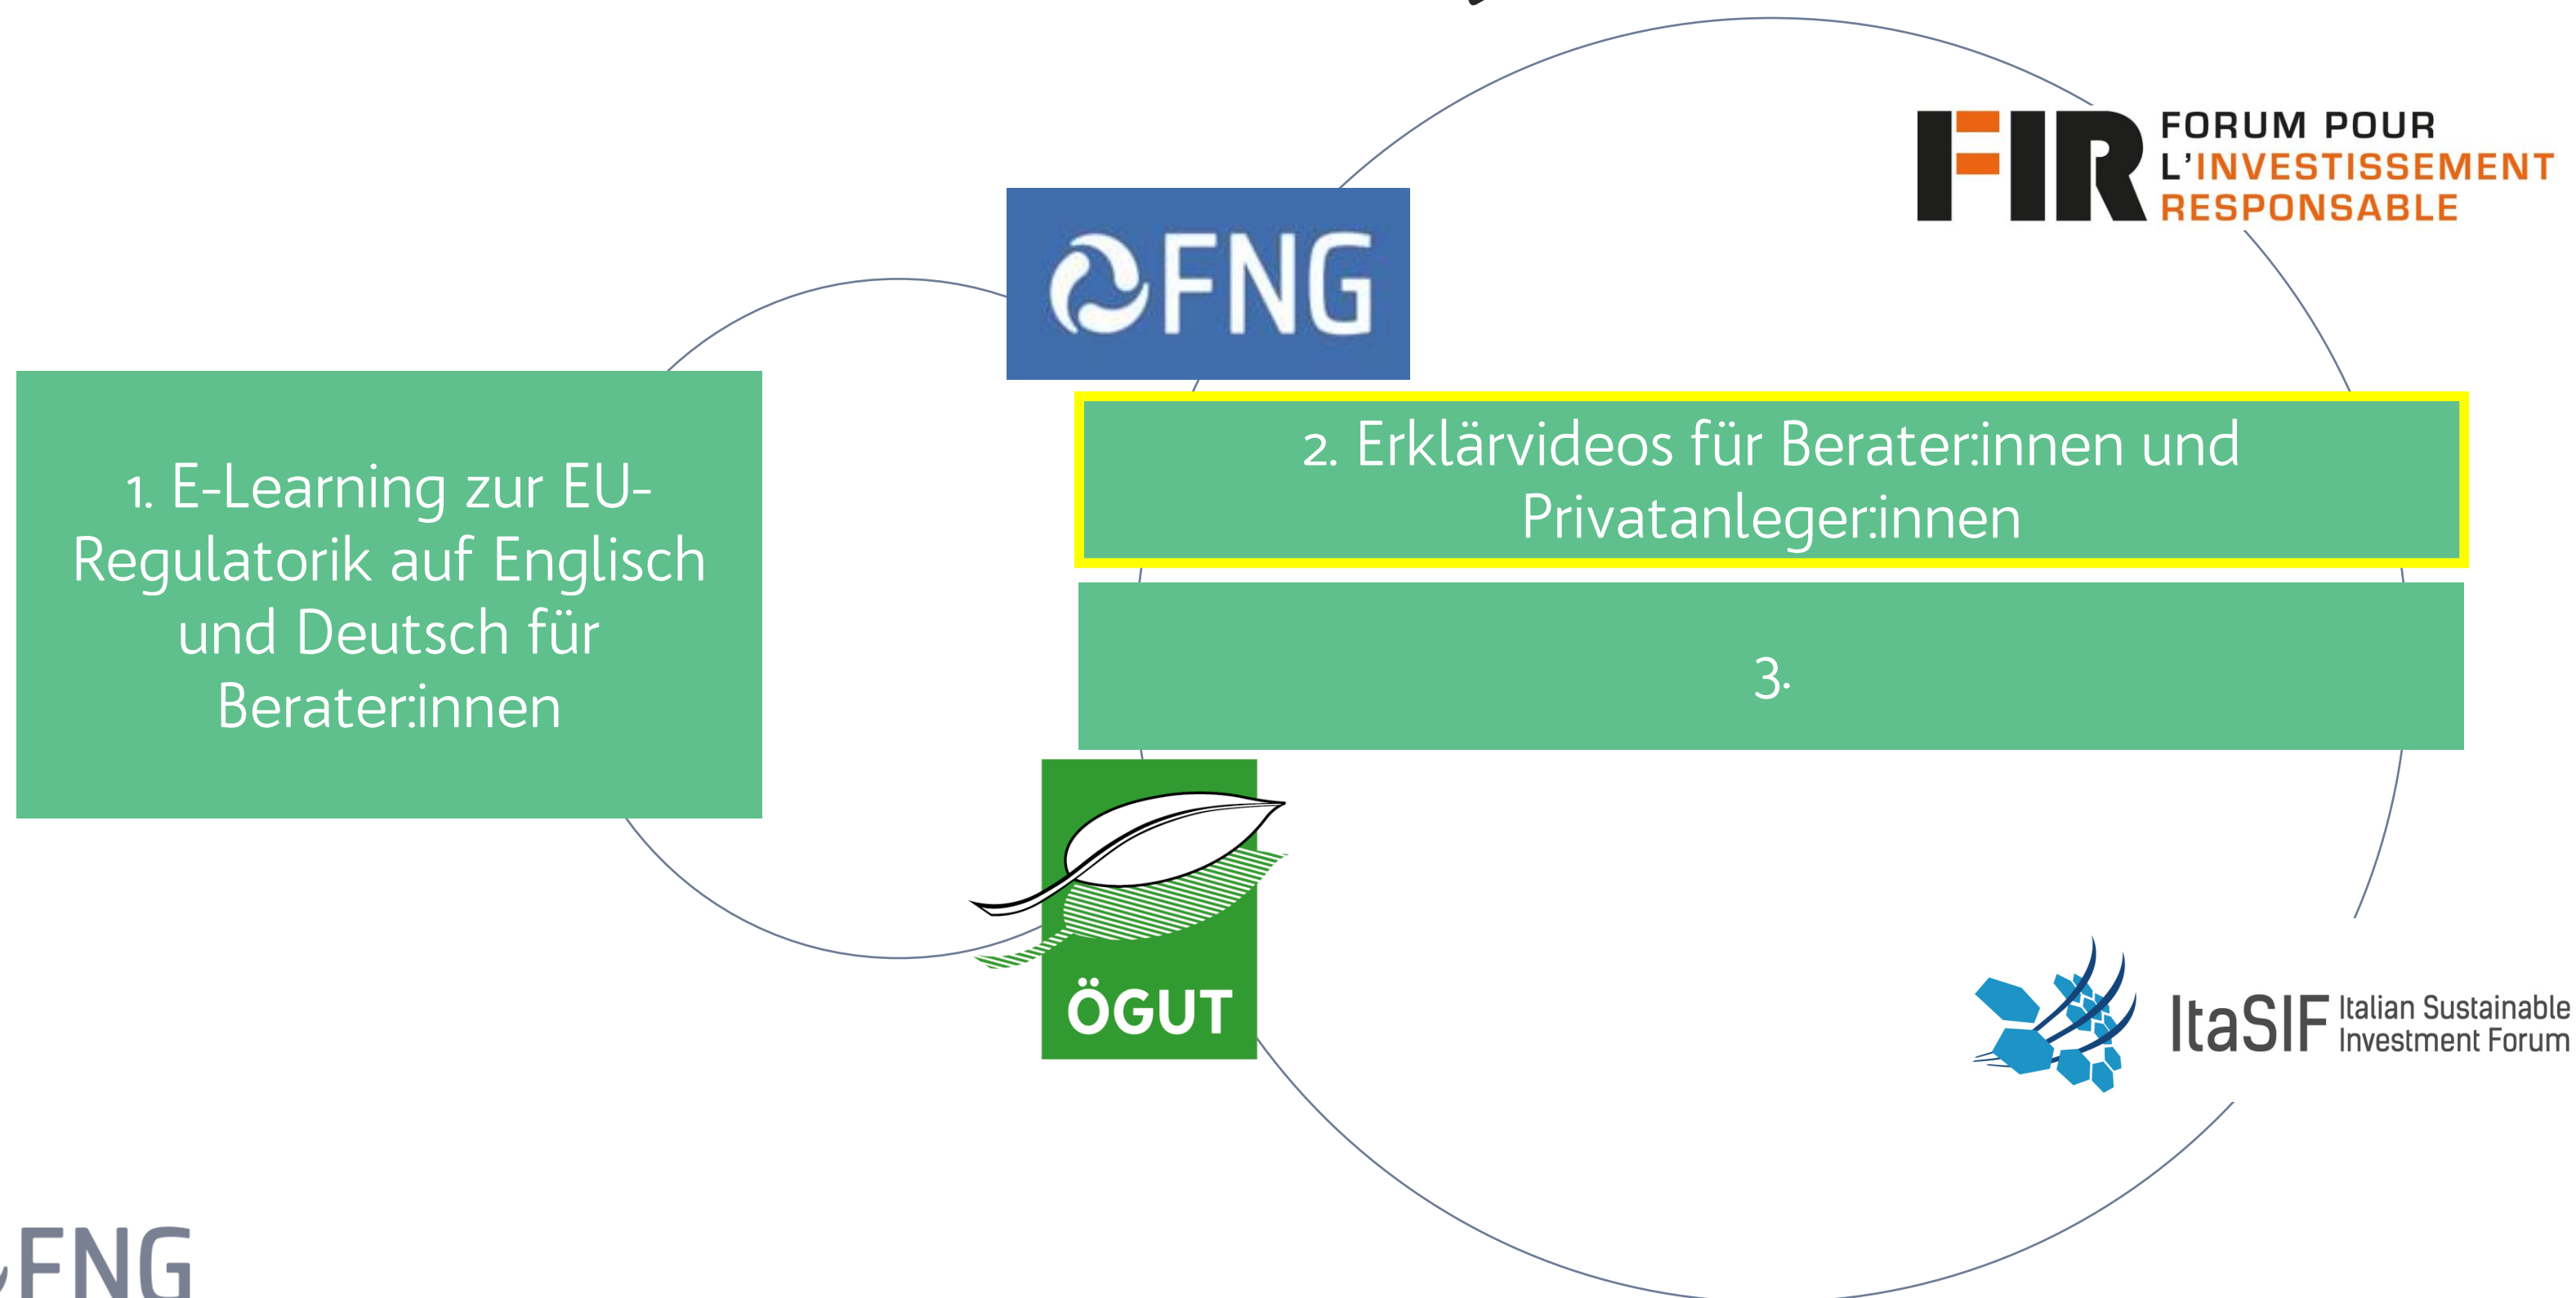 FORUM POUR
FIR L'INVESTISSEMENT
RESPONSABLE
FNG
1. E-Learning zur EU-
Regulatorik auf Englisch
und Deutsch für
Berater:innen
2. Erklärvideos für Berater:innen und
Privatanleger:innen
3.
ÖGUT
ItaSIF Italian Sustainable
Investment Forum
FNG